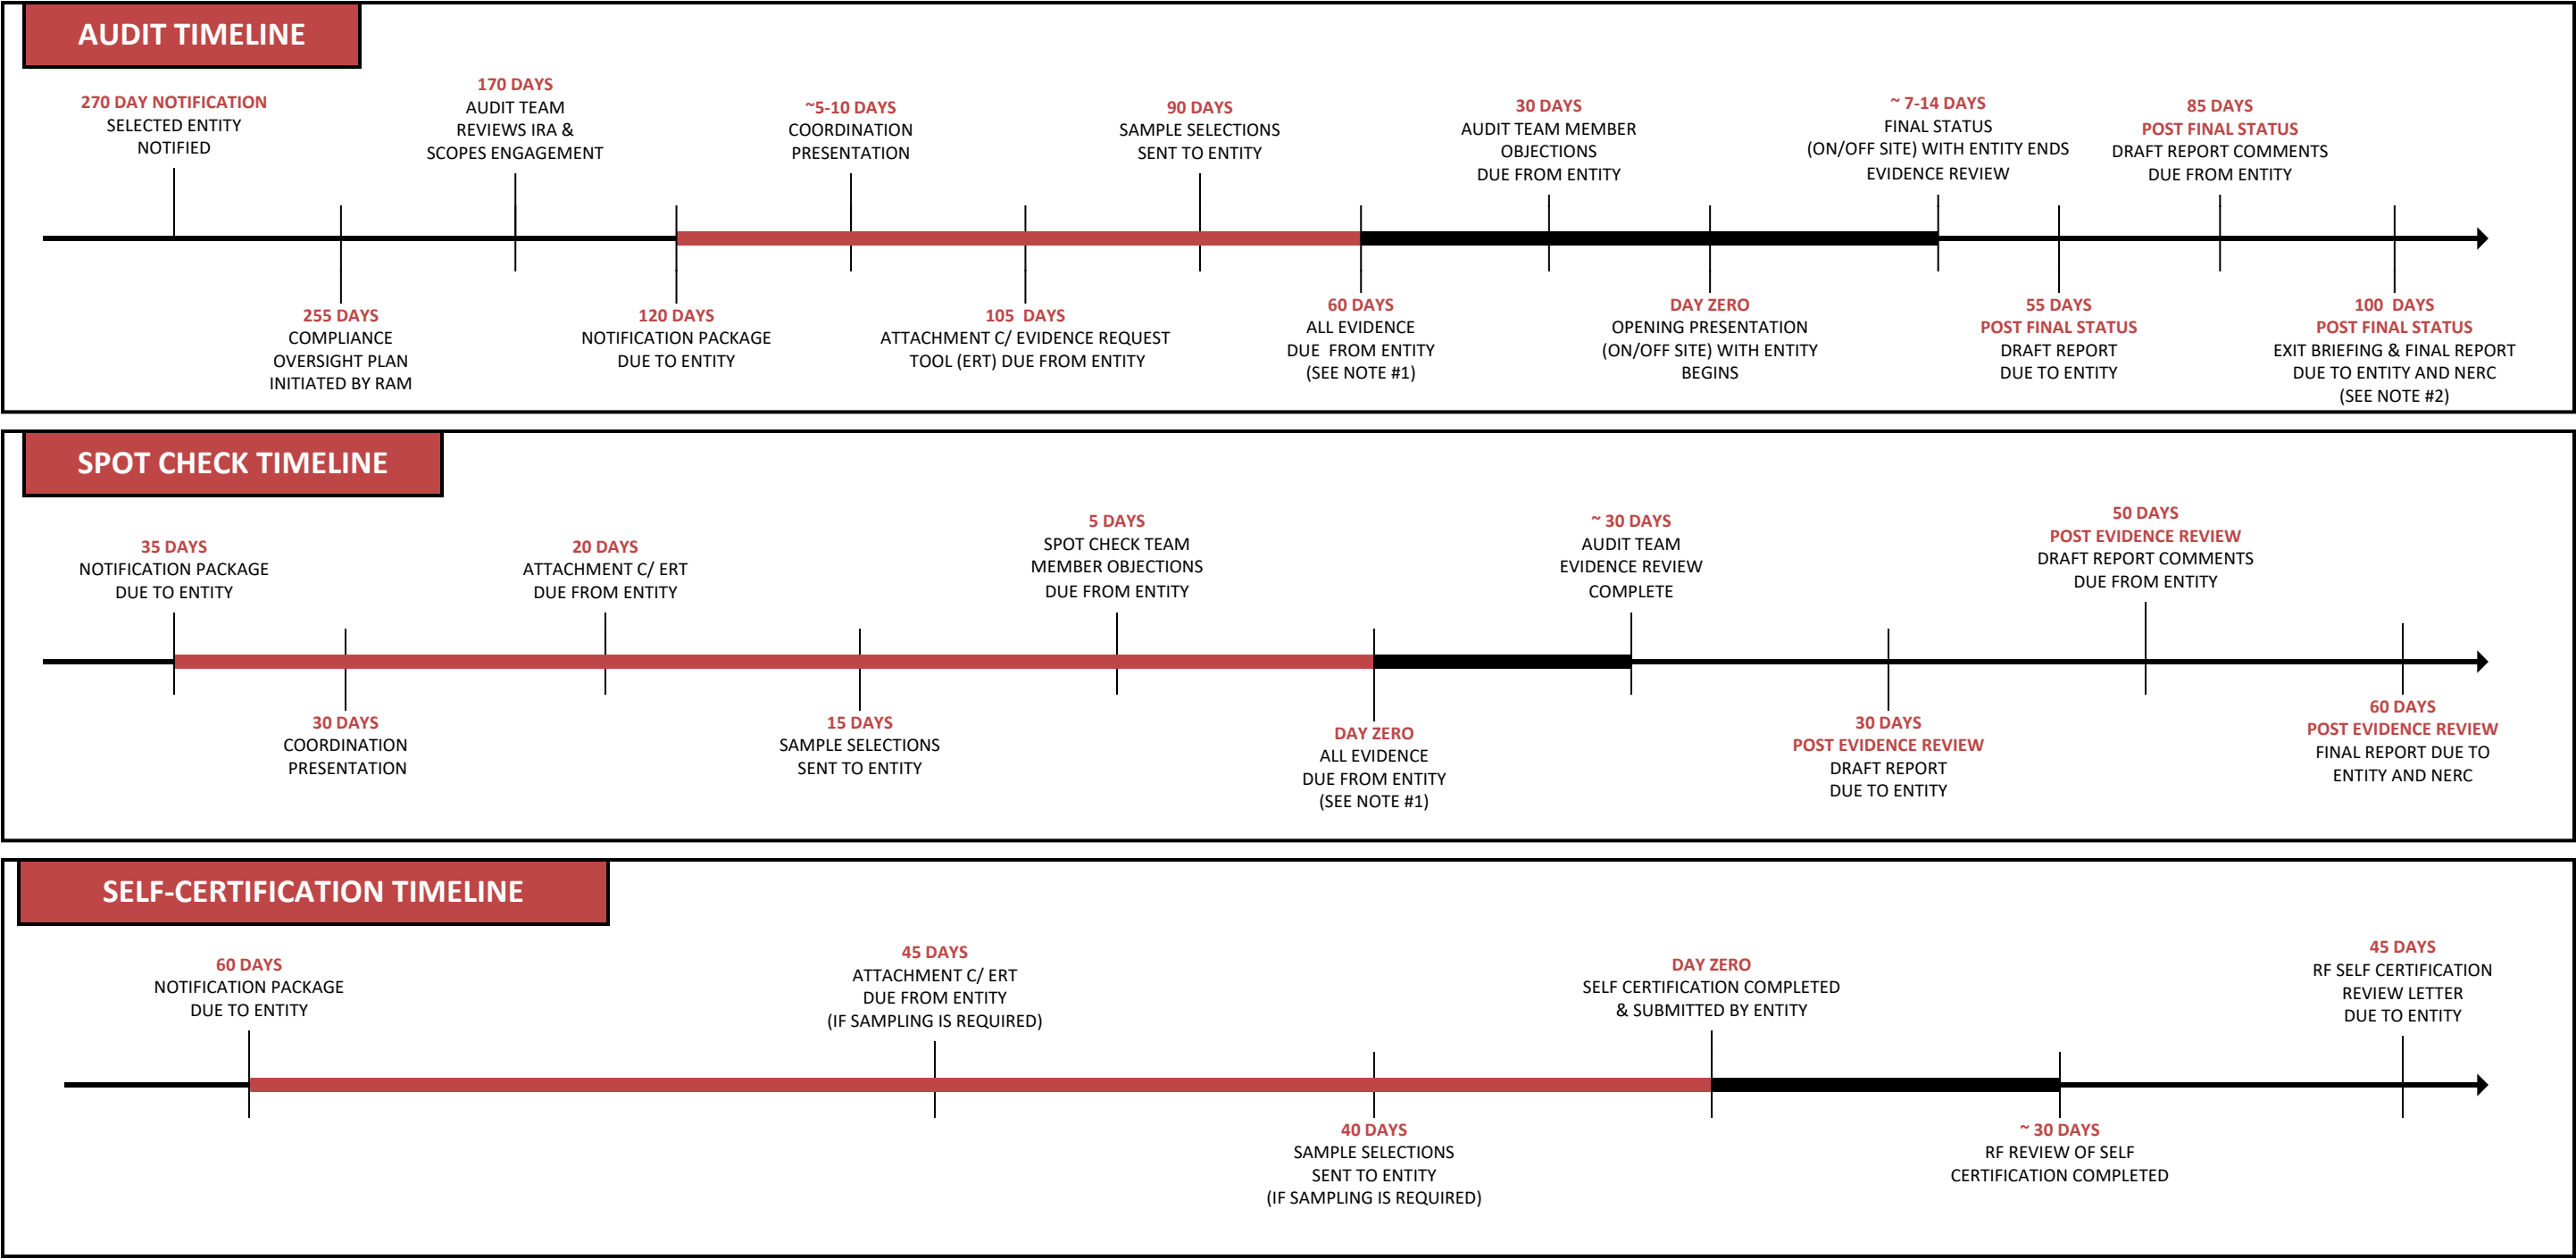 AUDIT TIMELINE
270 DAY NOTIFICATION
SELECTED ENTITY
NOTIFIED
170 DAYS
AUDIT TEAM
REVIEWS IRA &
SCOPES ENGAGEMENT
~5-10 DAYS
COORDINATION
PRESENTATION
90 DAYS
SAMPLE SELECTIONS
SENT TO ENTITY
30 DAYS
AUDIT TEAM MEMBER
OBJECTIONS
DUE FROM ENTITY
~ 7-14 DAYS
FINAL STATUS
(ON/OFF SITE) WITH ENTITY ENDS
EVIDENCE REVIEW
85 DAYS
POST FINAL STATUS
DRAFT REPORT COMMENTS
DUE FROM ENTITY
255 DAYS
COMPLIANCE
OVERSIGHT PLAN
INITIATED BY RAM
120 DAYS
NOTIFICATION PACKAGE
DUE TO ENTITY
105 DAYS
ATTACHMENT C/ EVIDENCE REQUEST
TOOL (ERT) DUE FROM ENTITY
60 DAYS
ALL EVIDENCE
DUE FROM ENTITY
(SEE NOTE #1)
DAY ZERO
OPENING PRESENTATION
(ON/OFF SITE) WITH ENTITY
BEGINS
55 DAYS
POST FINAL STATUS
DRAFT REPORT
DUE TO ENTITY
100 DAYS
POST FINAL STATUS
EXIT BRIEFING & FINAL REPORT
DUE TO ENTITY AND NERC
(SEE NOTE #2)
SPOT CHECK TIMELINE
35 DAYS
NOTIFICATION PACKAGE
DUE TO ENTITY
20 DAYS
ATTACHMENT C/ ERT
DUE FROM ENTITY
5 DAYS
SPOT CHECK TEAM
MEMBER OBJECTIONS
DUE FROM ENTITY
~ 30 DAYS
AUDIT TEAM
EVIDENCE REVIEW
COMPLETE
50 DAYS
POST EVIDENCE REVIEW
DRAFT REPORT COMMENTS
DUE FROM ENTITY
30 DAYS
COORDINATION
PRESENTATION
15 DAYS
SAMPLE SELECTIONS
SENT TO ENTITY
DAY ZERO
ALL EVIDENCE
DUE FROM ENTITY
(SEE NOTE #1)
30 DAYS
POST EVIDENCE REVIEW
DRAFT REPORT
DUE TO ENTITY
60 DAYS
POST EVIDENCE REVIEW
FINAL REPORT DUE TO
ENTITY AND NERC
SELF-CERTIFICATION TIMELINE
60 DAYS
NOTIFICATION PACKAGE
DUE TO ENTITY
45 DAYS
ATTACHMENT C/ ERT
DUE FROM ENTITY
(IF SAMPLING IS REQUIRED)
DAY ZERO
SELF CERTIFICATION COMPLETED
& SUBMITTED BY ENTITY
45 DAYS
RF SELF CERTIFICATION
REVIEW LETTER
DUE TO ENTITY
40 DAYS
SAMPLE SELECTIONS
SENT TO ENTITY
(IF SAMPLING IS REQUIRED)
~ 30 DAYS
RF REVIEW OF SELF
CERTIFICATION COMPLETED